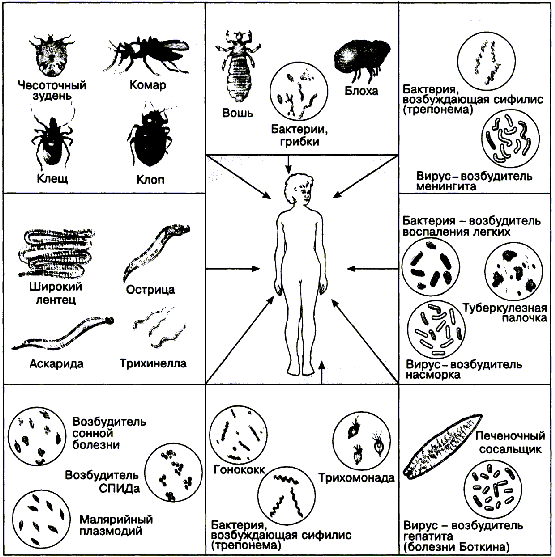 Чесоточный
зудень
Комар
Клещ
Клоп
Вошь
Бактерии,
грибки
Блоха
Бактерия,
возбуждающая сифилис
(трепонема)
Вирус – возбудитель
менингита
Широкий
лентец
Острица
Аскарида
Трихинелла
Бактерия – возбудитель
воспаления легких
Туберкулезная
палочка
Вирус – возбудитель
насморка
Возбудитель
сонной
болезни
Возбудитель
СПИДа
Малярийный
плазмодий
Гонококк
Трихомонада
Бактерия,
возбуждающая сифилис
(трепонема)
Печеночный
сосальщик
Вирус – возбудитель
гепатита
(болезни Боткина)